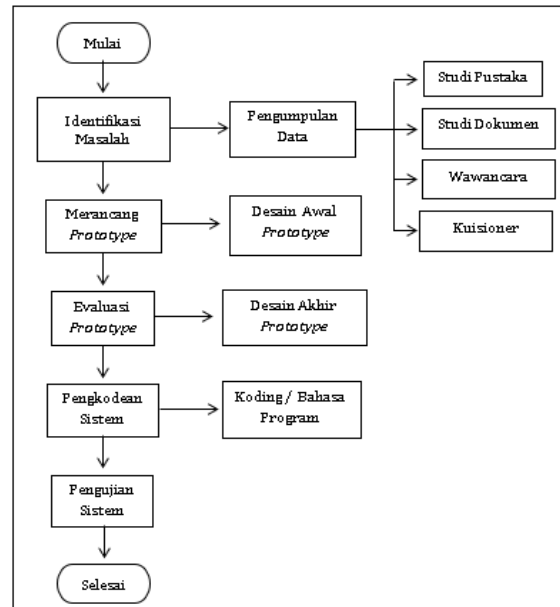 Mulai
Identifikasi
Masalah
Pengumpulan
Data
Studi Pustaka
Studi Dokumen
Wawancara
Kuisioner
Merancang
Prototype
Desain Awal
Prototype
Evaluasi
Prototype
Desain Akhir
Prototype
Pengkodean
Sistem
Koding / Bahasa
Program
Pengujian
Sistem
Selesai